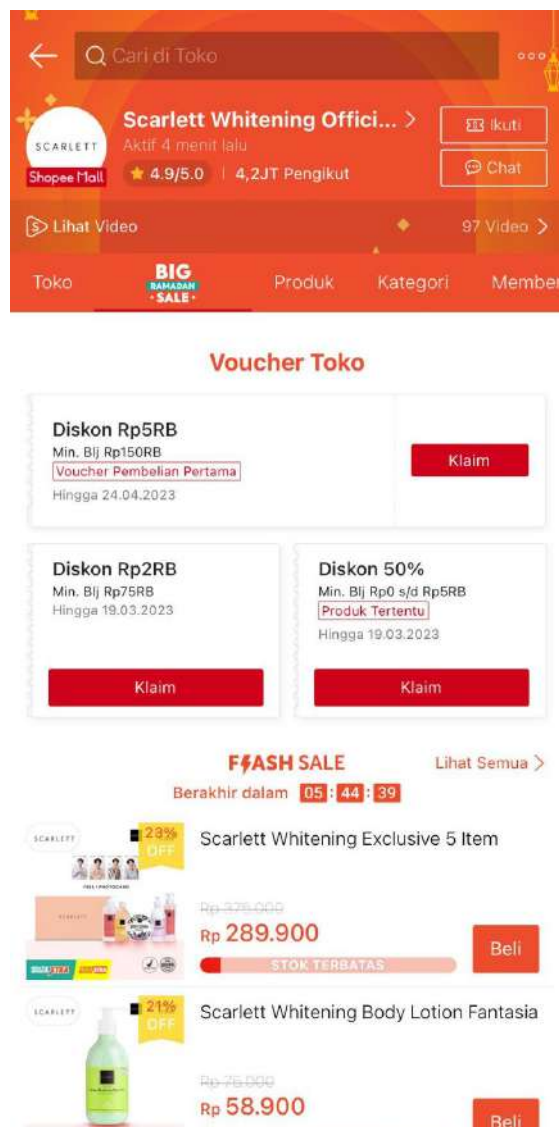 Cari di Toko
Scarlett Whitening Offici... >
Aktif 4 menit lalu
SCARLETT
Shopee Mall
4.9/5.0 | 4,2JT Pengikut
Ikuti
Chat
Lihat Video
97 Video >
Toko
BIG
RAMADAN
SALE
Produk
Kategori
Member
Voucher Toko
Diskon Rp5RB
Min. Blj Rp150RB
Voucher Pembelian Pertama
Hingga 24.04.2023
Klaim
Diskon Rp2RB
Min. Blj Rp75RB
Hingga 19.03.2023
Klaim
Diskon 50%
Min. Blj Rp0 s/d Rp5RB
Produk Tertentu
Hingga 19.03.2023
Klaim
FLASH SALE
Lihat Semua >
Berakhir dalam 05 : 44 : 39
SCARLETT
23%
OFF
Scarlett Whitening Exclusive 5 Item
Rp 289.900
STOK TERBATAS
Beli
SCARLETT
21%
OFF
Scarlett Whitening Body Lotion Fantasia
Rp 76.000
Rp 58.900
Beli